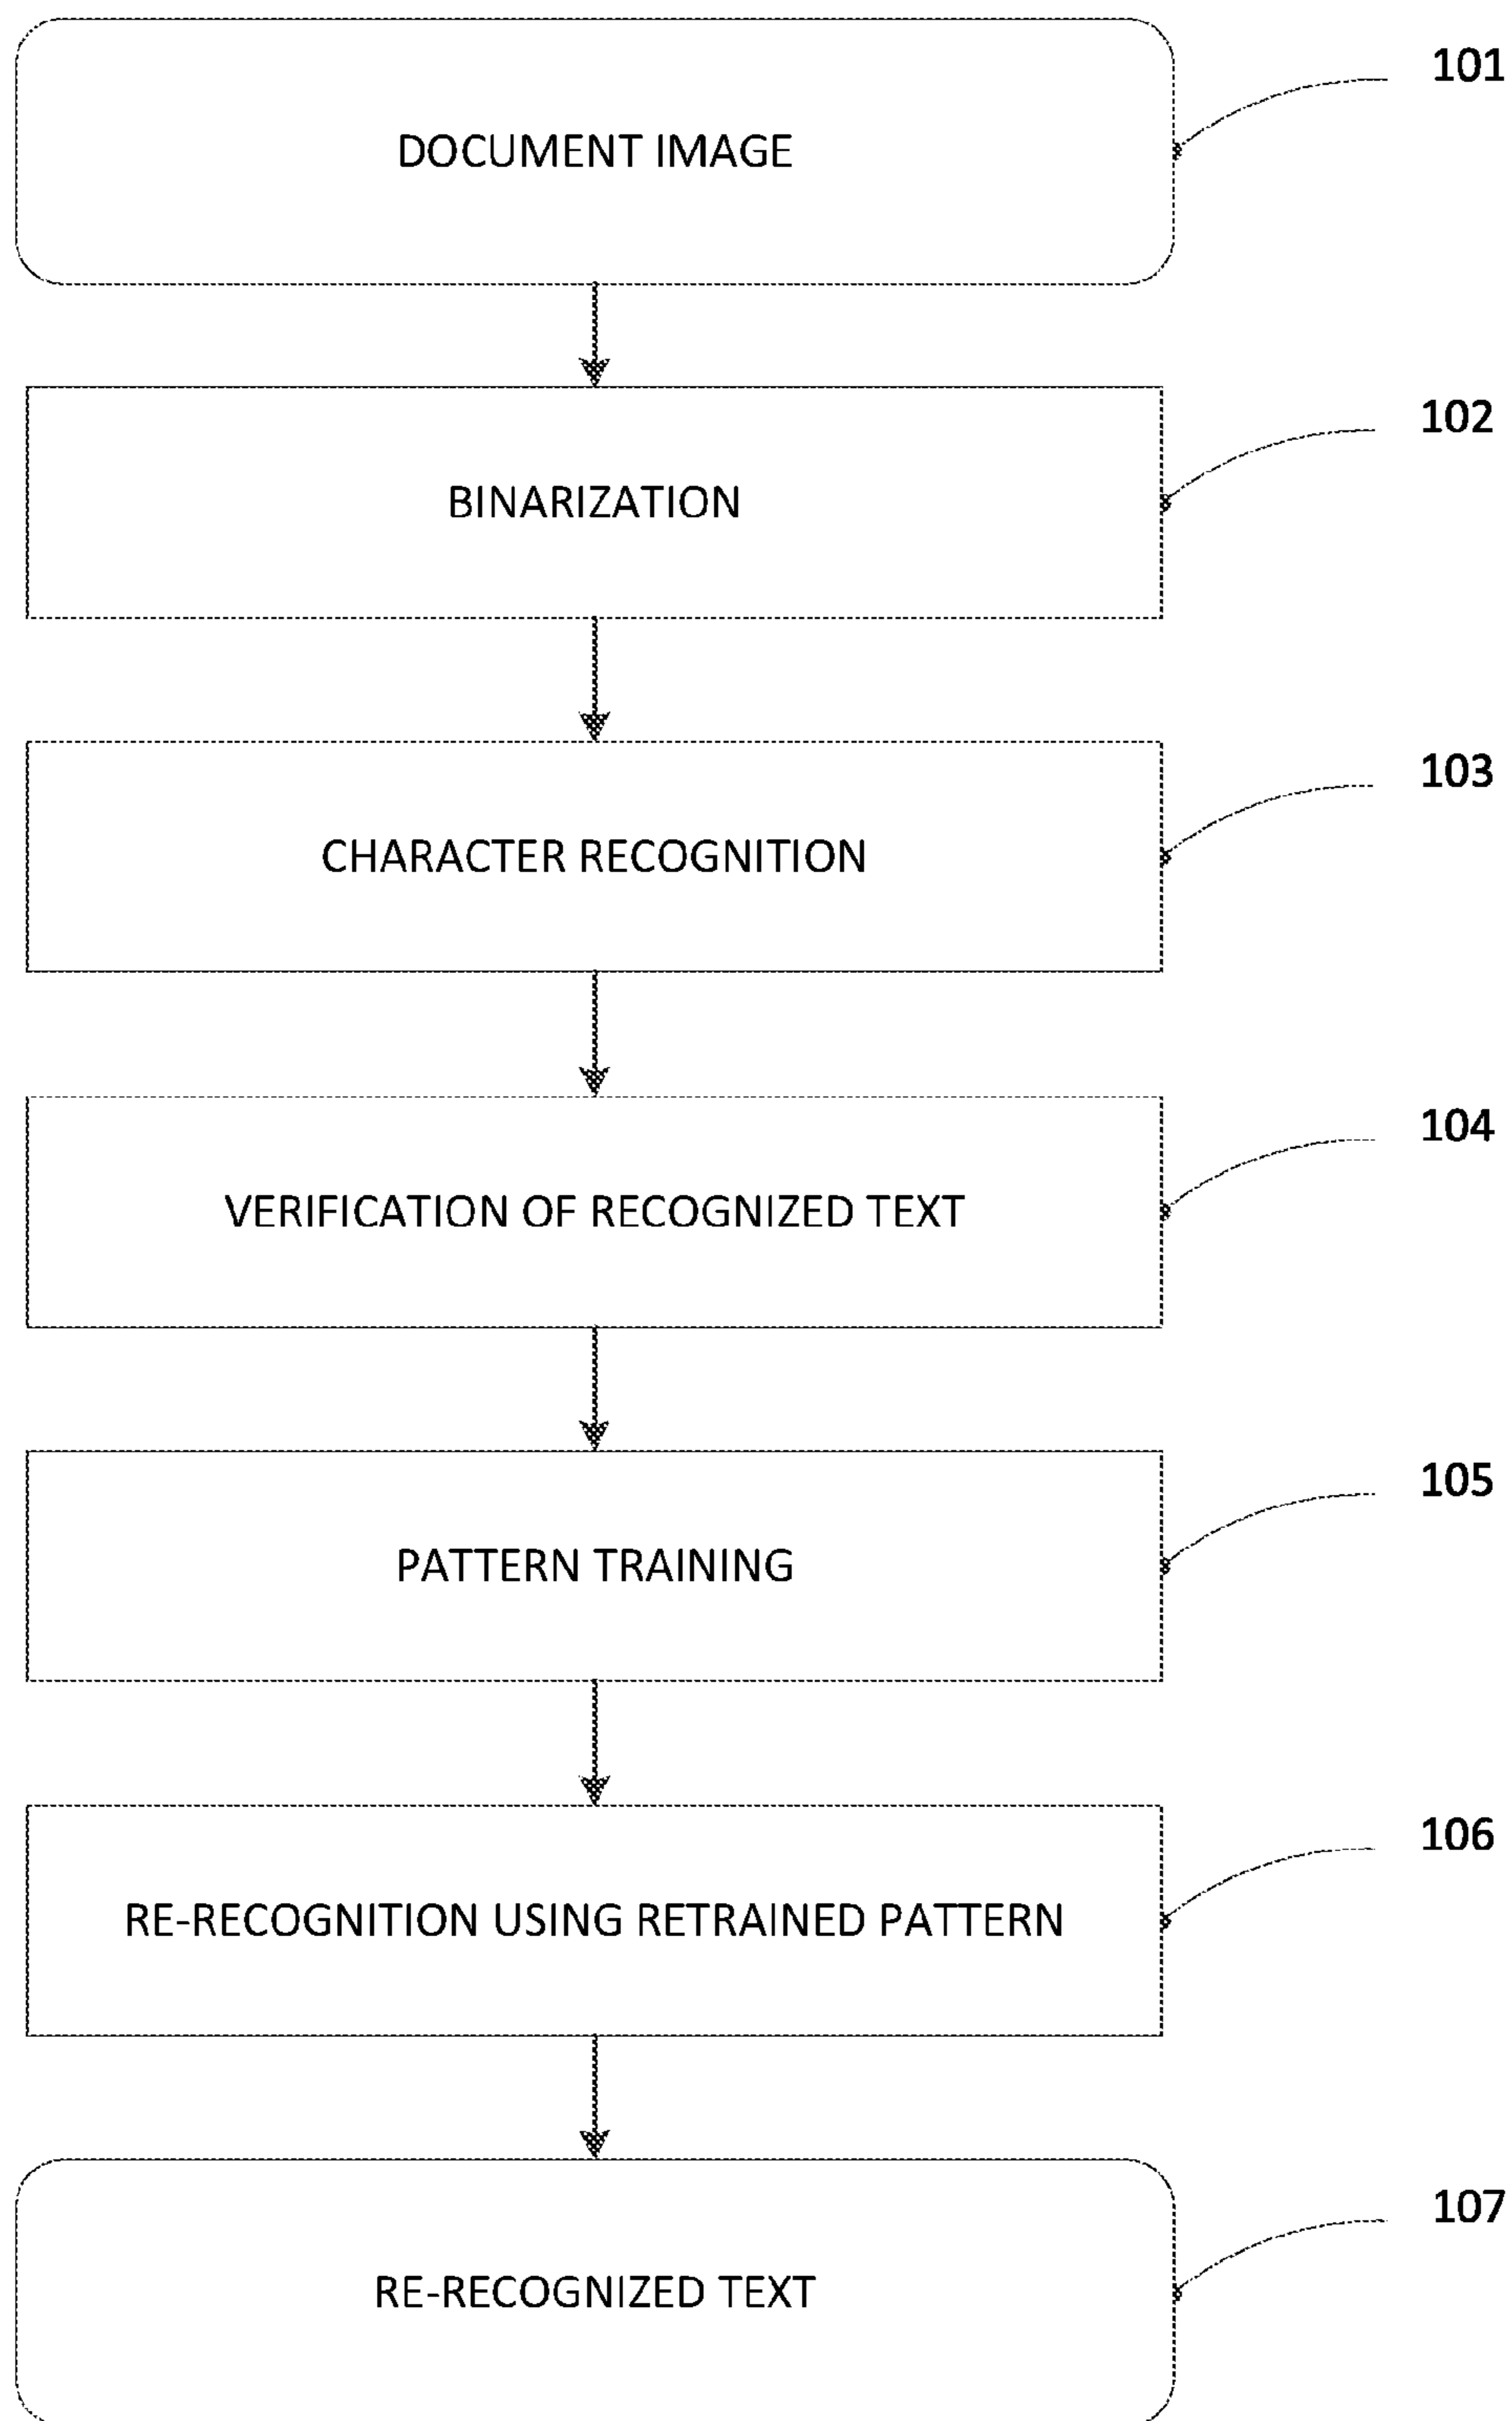 101
DOCUMENT IMAGE
102
BINARIZATION
103
CHARACTER RECOGNITION
104
VERIFICATION OF RECOGNIZED TEXT
105
PATTERN TRAINING
106
RE-RECOGNITION USING RETRAINED PATTERN
107
RE-RECOGNIZED TEXT